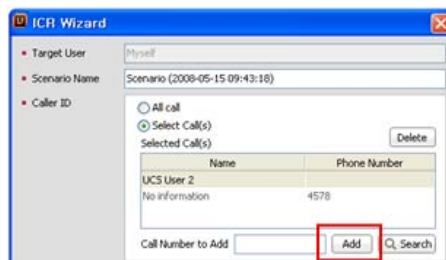 ICR Wizard
Target User Myself
Scenario Name Scenario (2008-05-15 09:43:18)
Caller ID All call
Select Call(s)
Selected Call(s) Delete
Name Phone Number
UCS User 2
No information 4578
Call Number to Add Add Search